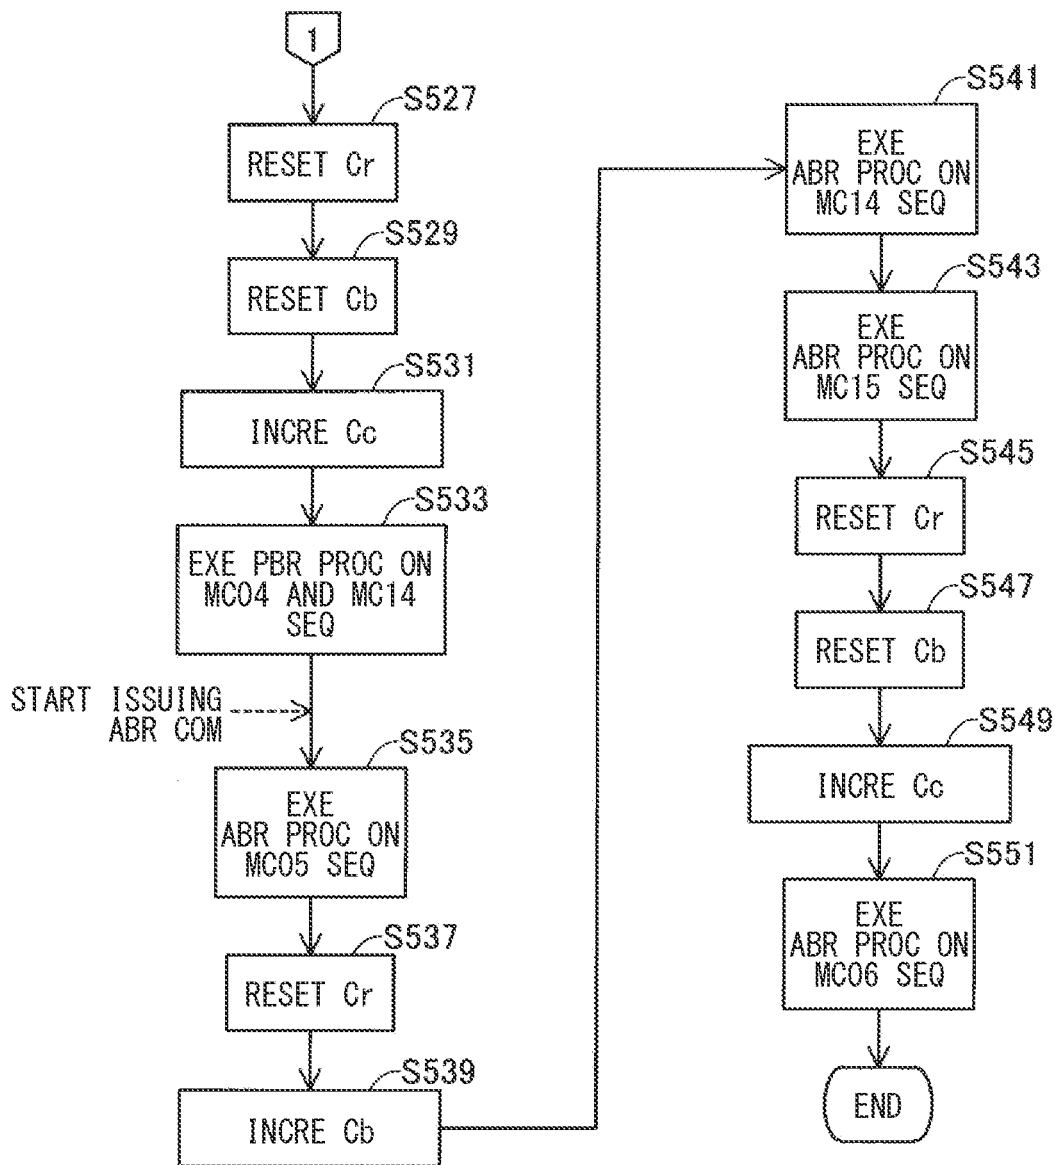 1
S527
RESET Cr
S529
RESET Cb
S531
INCRE Cc
S533
EXE PBR PROC ON
MC04 AND MC14
SEQ
START ISSUING
ABR COM
S535
EXE
ABR PROC ON
MC05 SEQ
S537
RESET Cr
S539
INCRE Cb
S541
EXE
ABR PROC ON
MC14 SEQ
S543
EXE
ABR PROC ON
MC15 SEQ
S545
RESET Cr
S547
RESET Cb
S549
INCRE Cc
S551
EXE
ABR PROC ON
MC06 SEQ
END